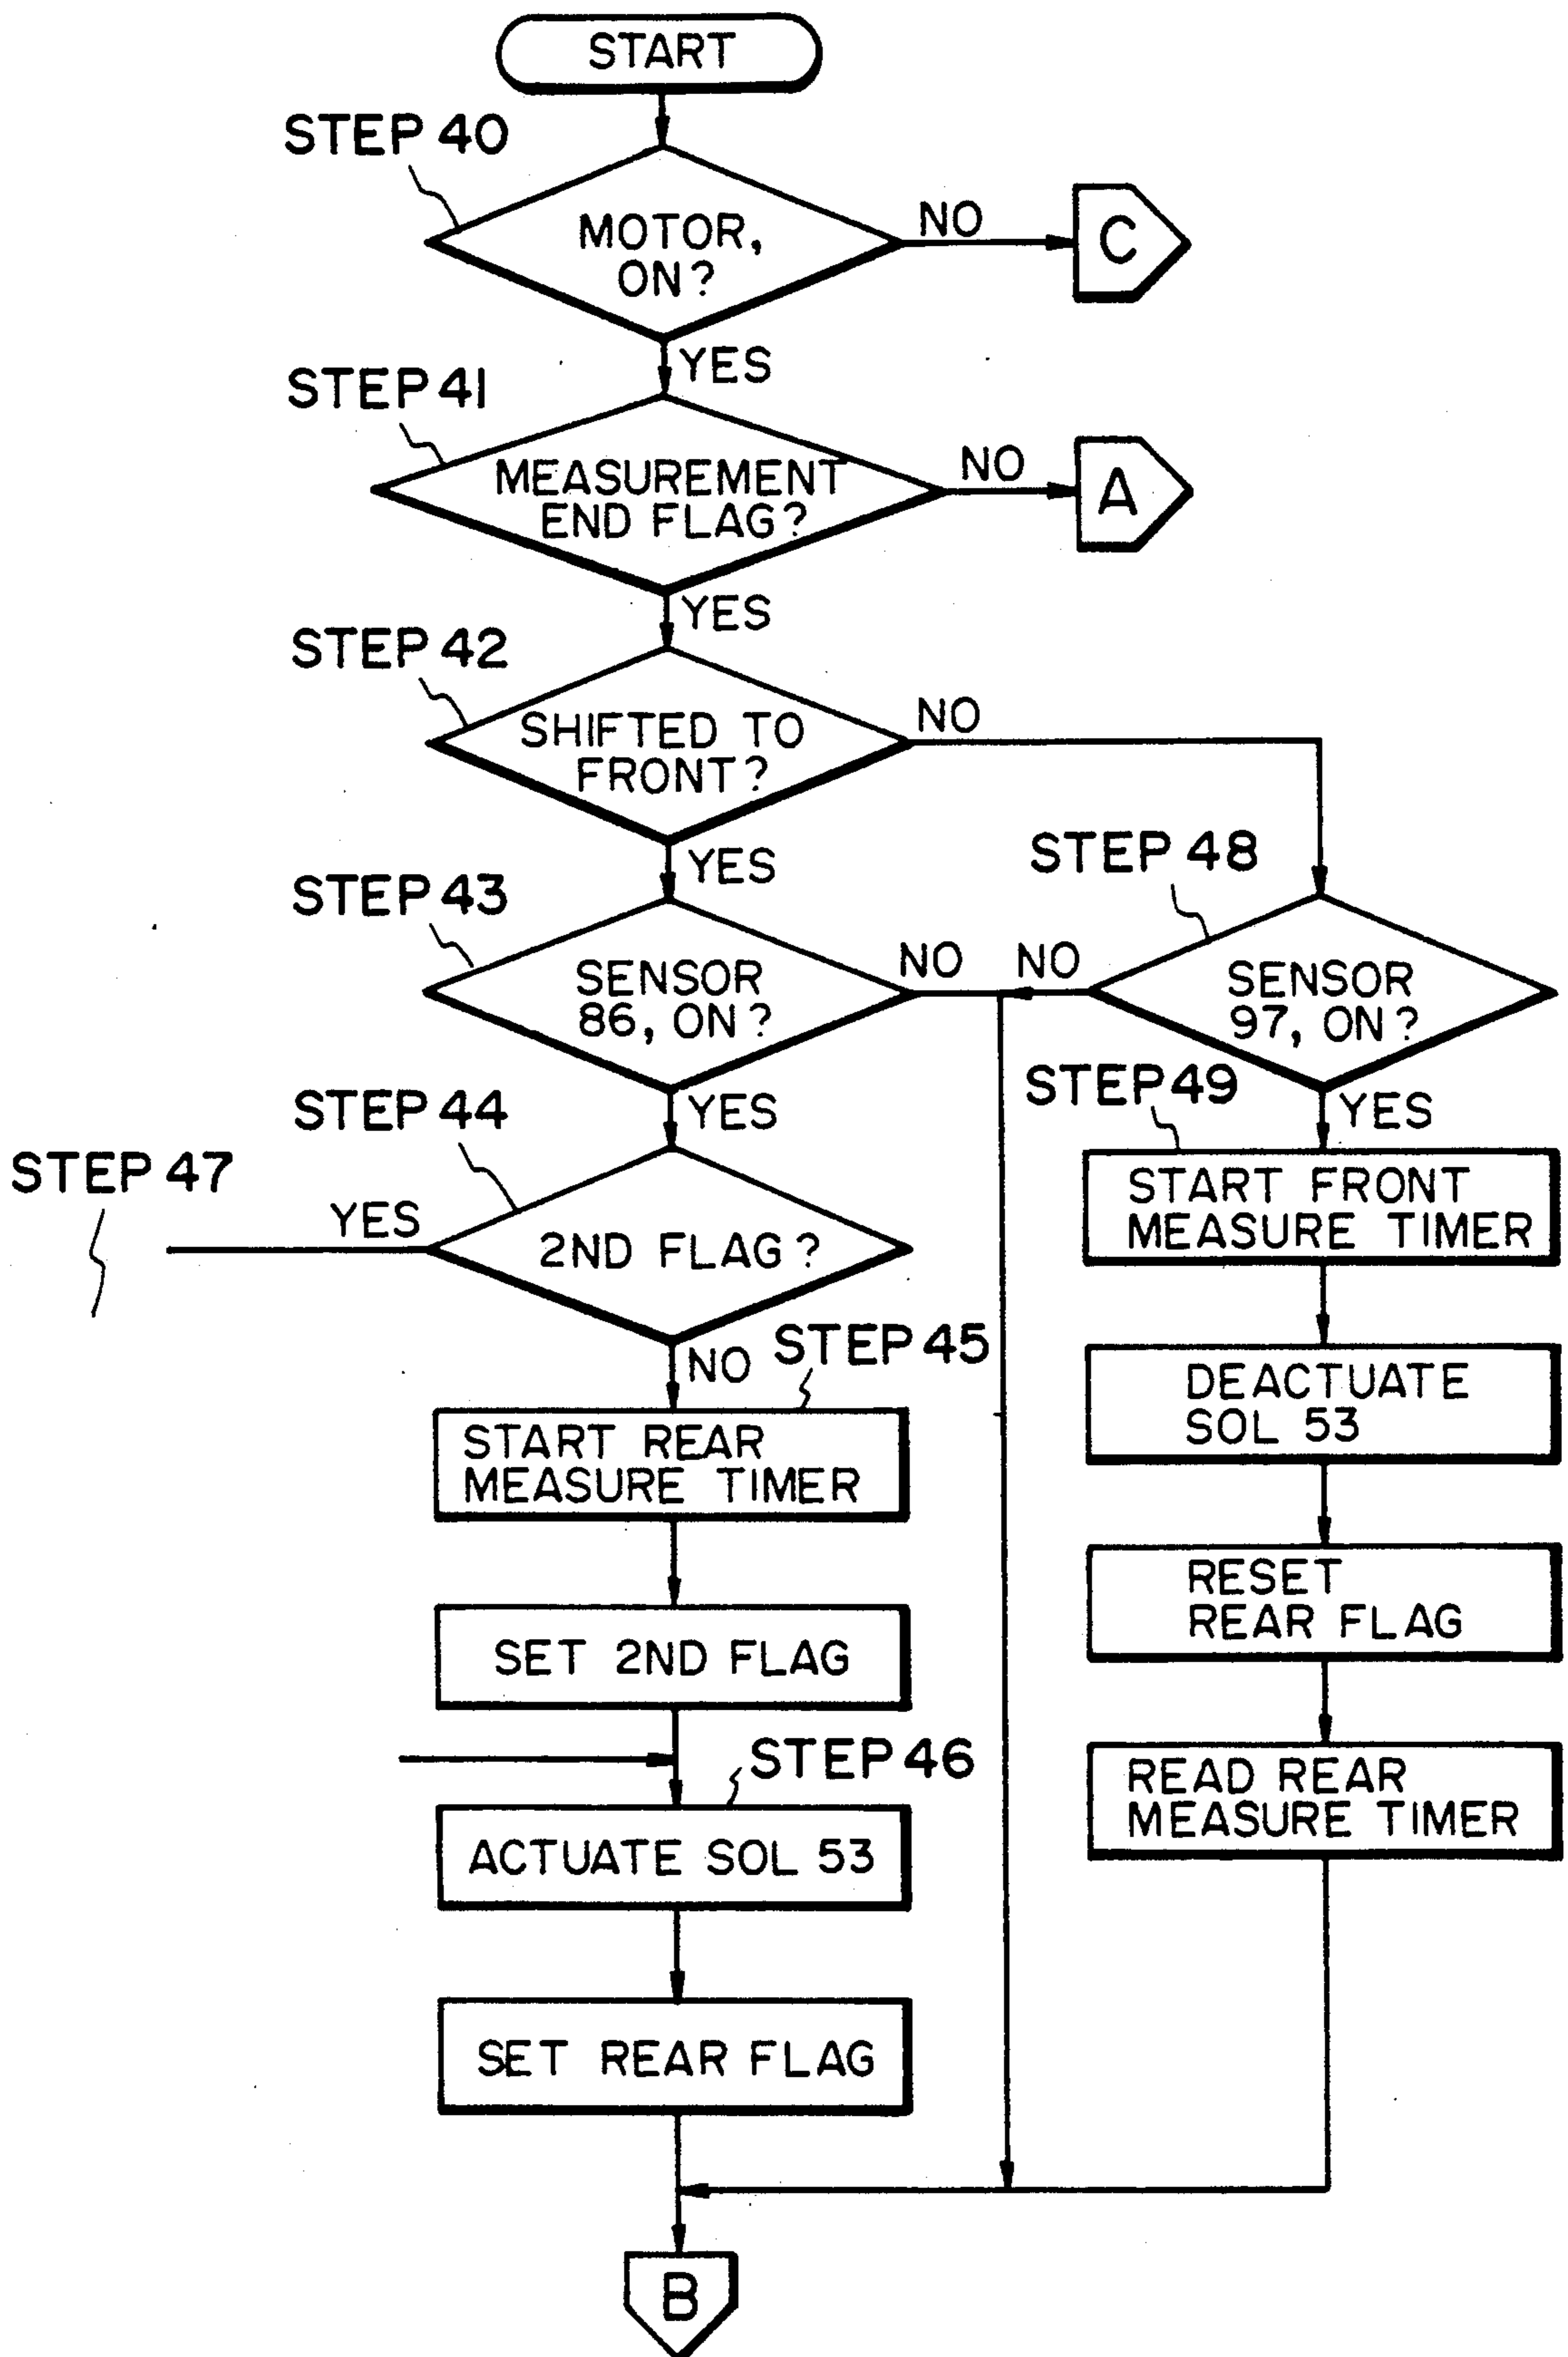 START
STEP 40
MOTOR,
ON?
NO
C
YES
STEP 41
MEASUREMENT
END FLAG?
NO
A
YES
STEP 42
SHIFTED TO
FRONT?
NO
YES
STEP 43
SENSOR
86, ON?
NO
NO
STEP 48
SENSOR
97, ON?
YES
STEP 44
2ND FLAG?
YES
STEP 47
NO
STEP 45
START REAR
MEASURE TIMER
SET 2ND FLAG
STEP 46
ACTUATE SOL 53
SET REAR FLAG
YES
STEP 49
START FRONT
MEASURE TIMER
DEACTUATE
SOL 53
RESET
REAR FLAG
READ REAR
MEASURE TIMER
B